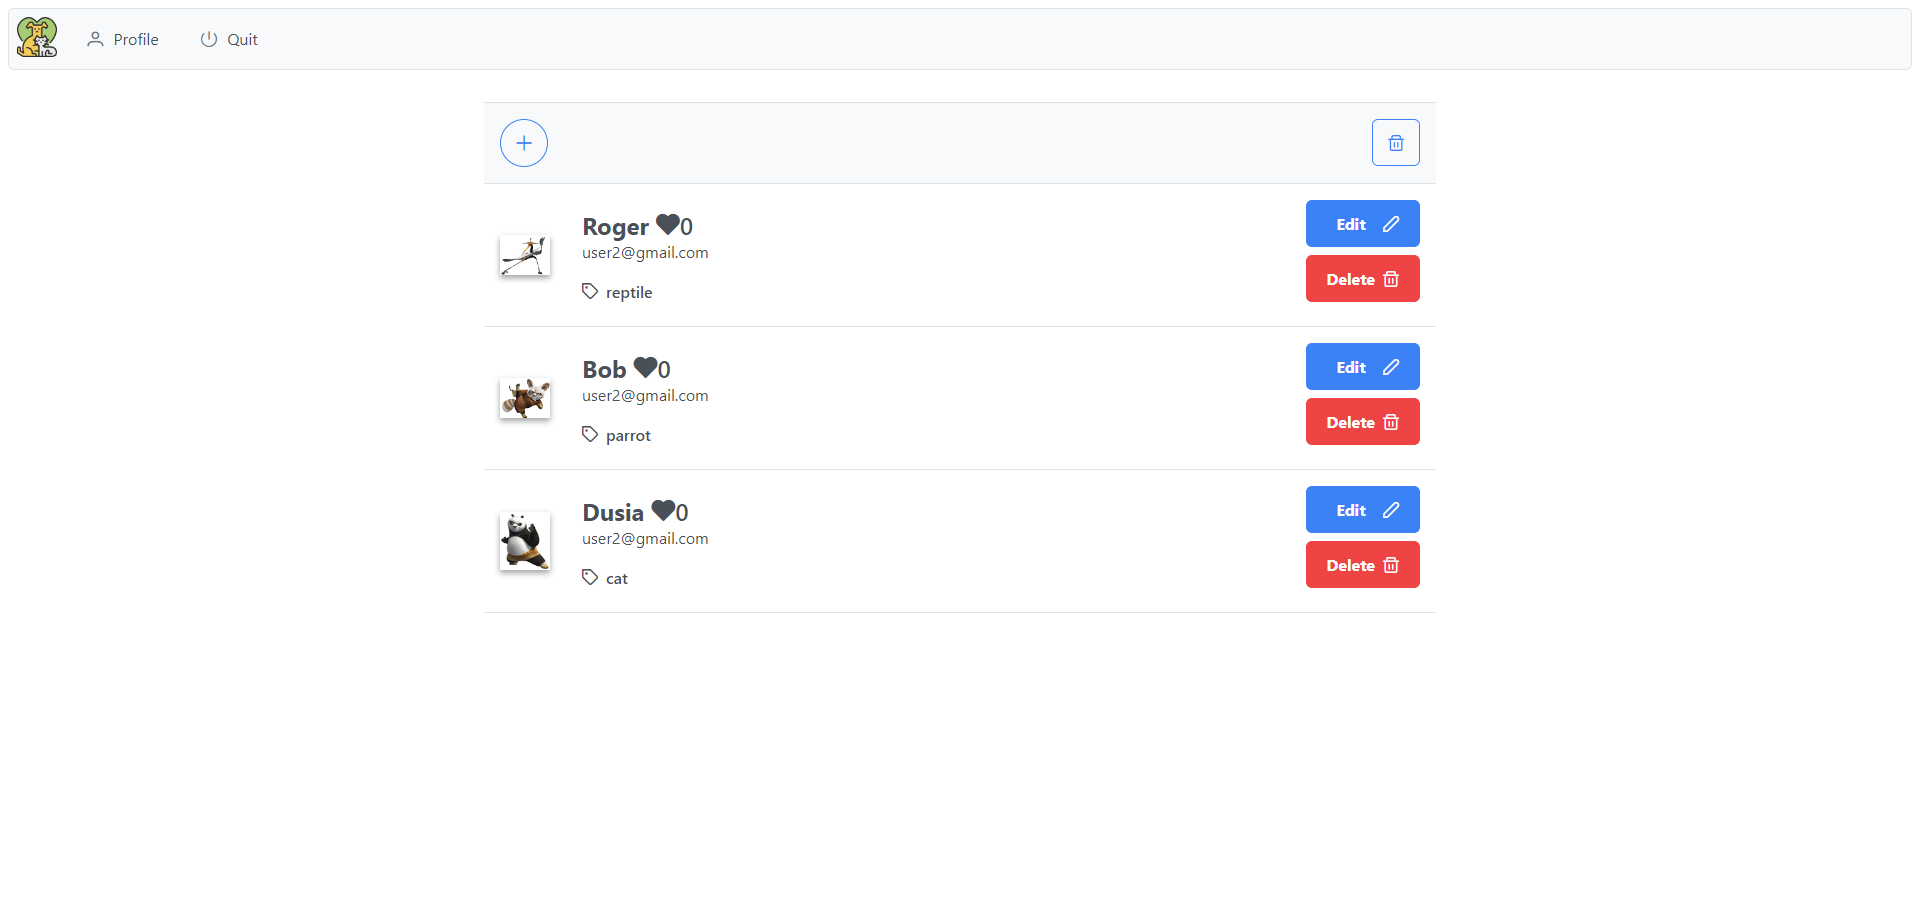 Profile
Quit
Roger 0
user2@gmail.com
reptile
Edit
Delete
Bob 0
user2@gmail.com
parrot
Edit
Delete
Dusia 0
user2@gmail.com
cat
Edit
Delete